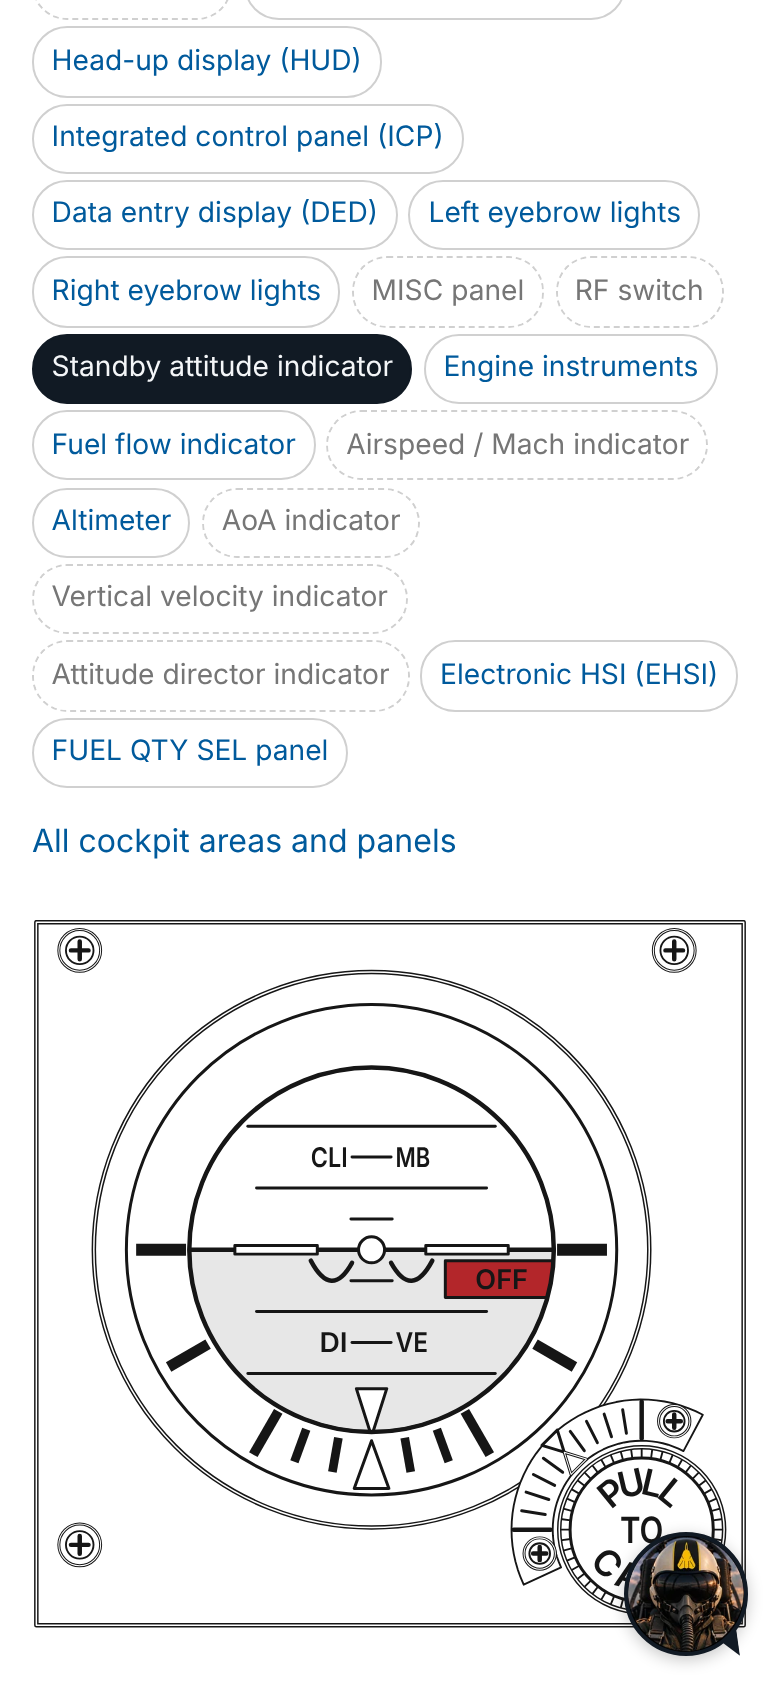 Head-up display (HUD)
Integrated control panel (ICP)
Data entry display (DED) Left eyebrow lights
Right eyebrow lights MISC panel RF switch
Standby attitude indicator Engine instruments
Fuel flow indicator Airspeed / Mach indicator
Altimeter AoA indicator
Vertical velocity indicator
Attitude director indicator Electronic HSI (EHSI)
FUEL QTY SEL panel
All cockpit areas and panels
CLI MB
OFF
DI VE
PULL
TO